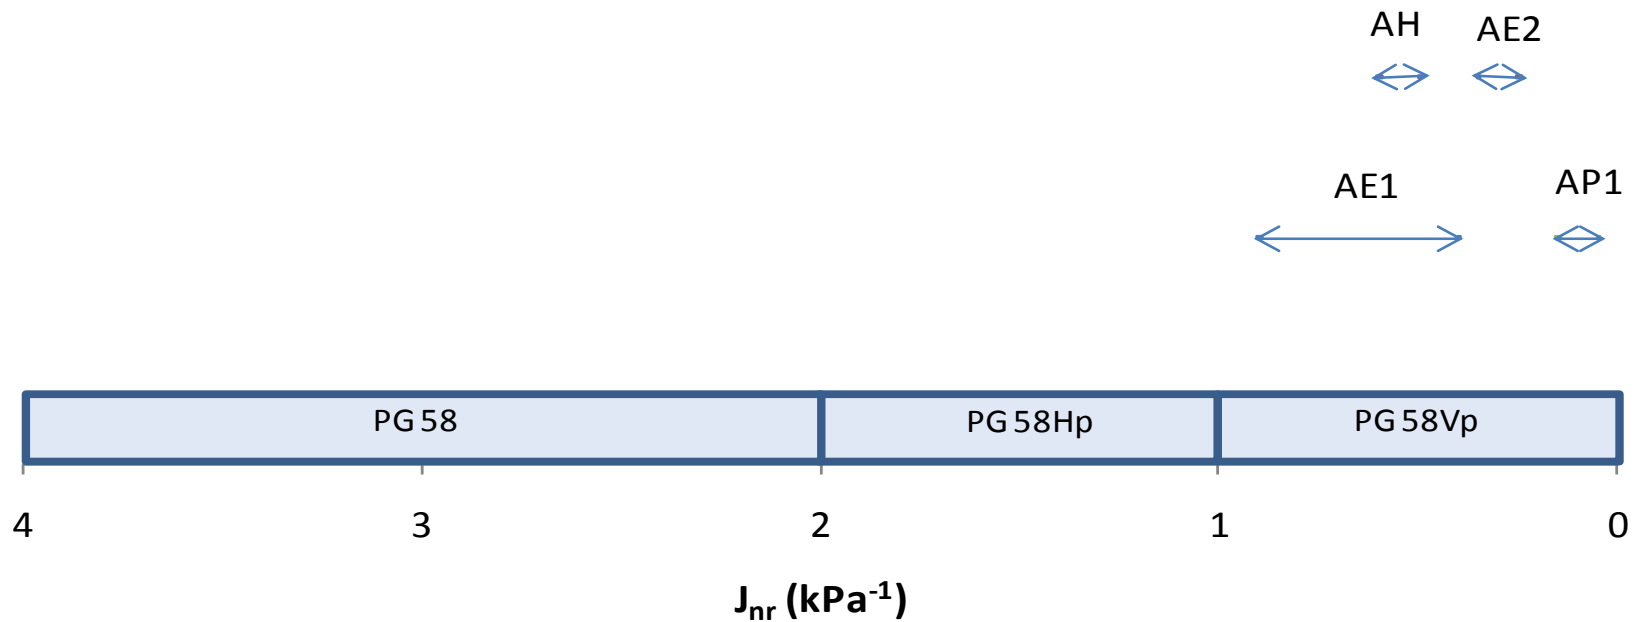 AH AE2
AE1 AP1
PG 58 PG 58Hp PG 58Vp
4 3 2 1 0
Jnr (kPa-1)